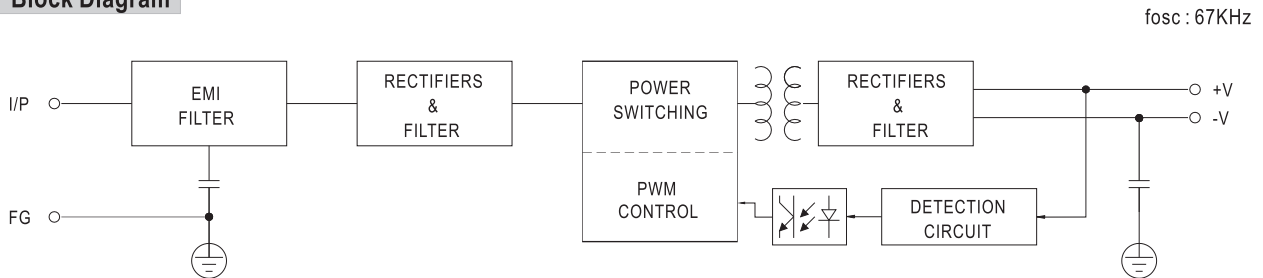 Block Diagram
fosc : 67KHz
I/P
EMI
FILTER
RECTIFIERS
&
FILTER
POWER
SWITCHING
RECTIFIERS
&
FILTER
+V
-V
PWM
CONTROL
DETECTION
CIRCUIT
FG